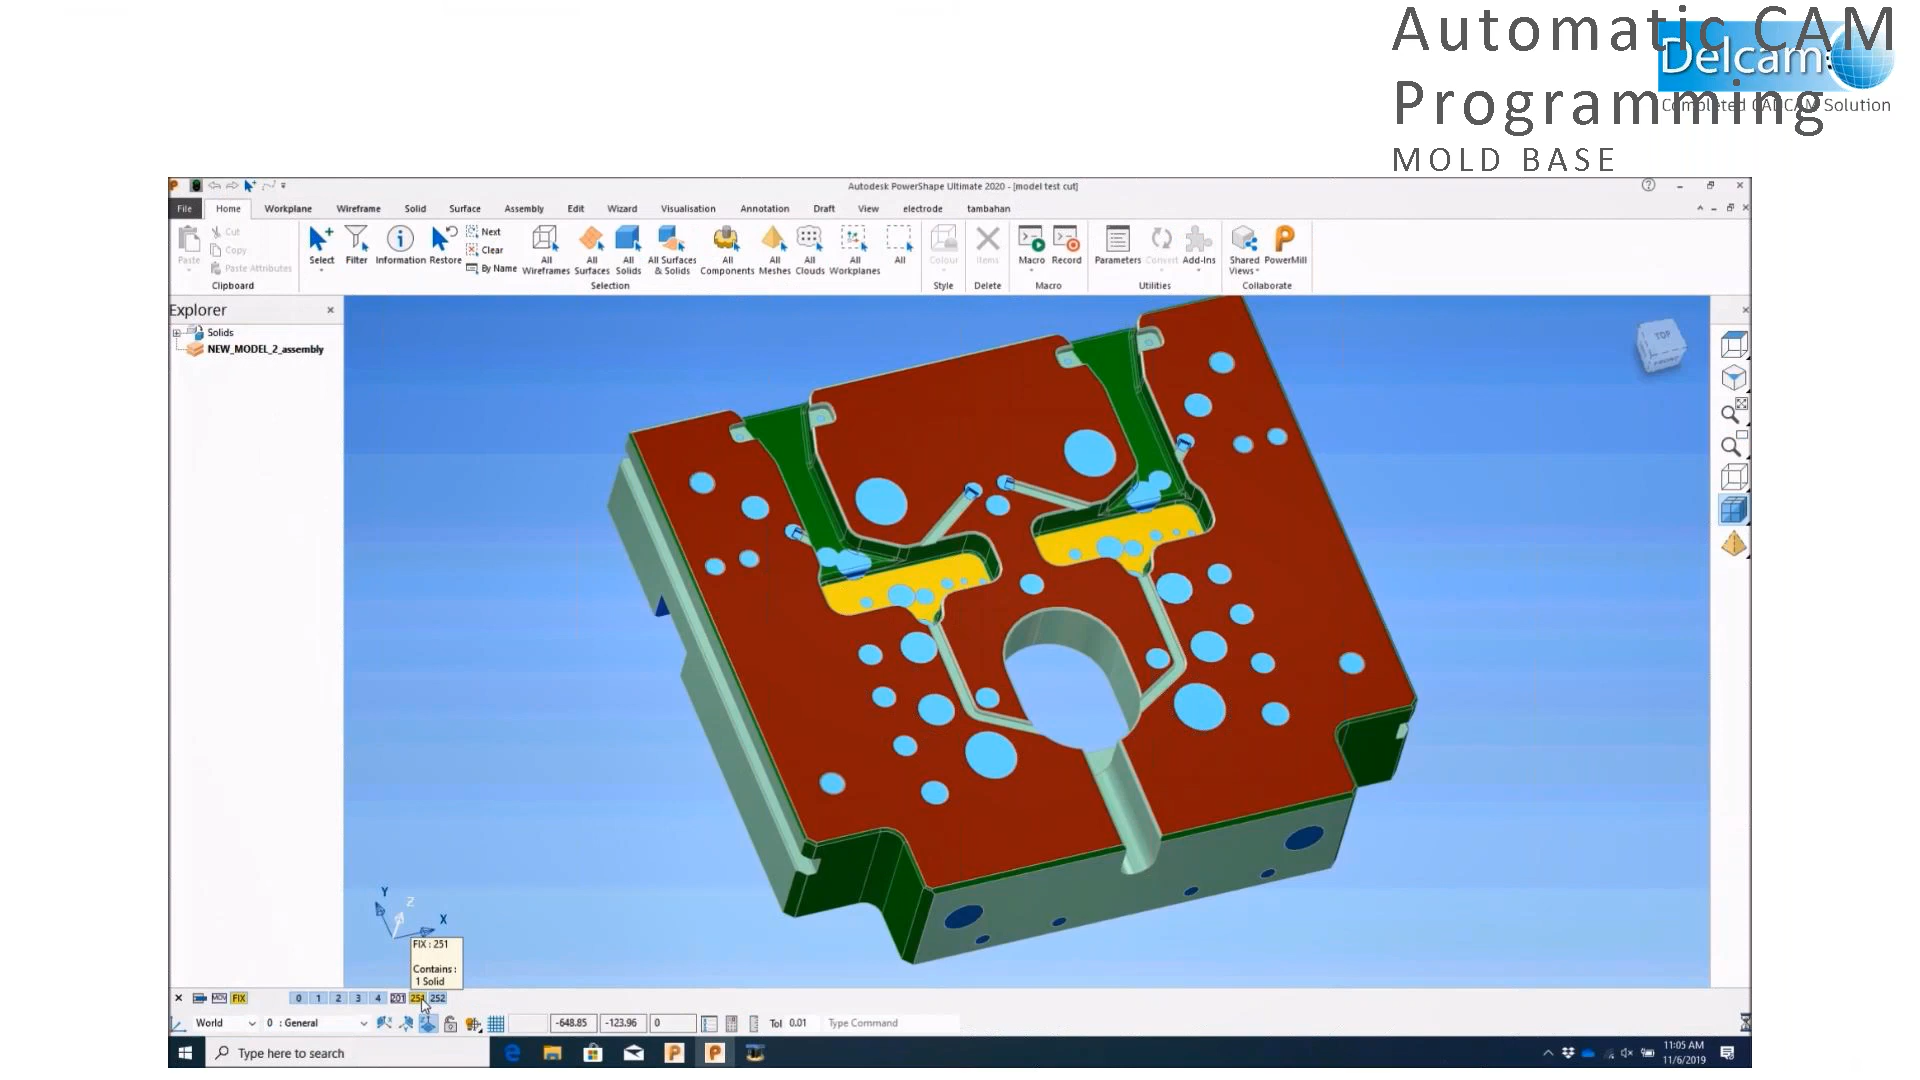 Automatic CAM
Programming
MOLD BASE
Delcam
Completed CADCAM Solution
Autodesk PowerShape Ultimate 2020 - [model test cut]
File Home Workplane Wireframe Solid Surface Assembly Edit Wizard Visualisation Annotation Draft View electrode tambahan
Paste
Cut
Copy
Paste Attributes
Clipboard
Select
Filter
Information
Restore
Next
Clear
By Name
All Wireframes
All Surfaces
All Solids
All Surfaces & Solids
All Components
All Meshes
All Clouds
All Workplanes
All
Selection
Colour
Style
Items
Delete
Macro
Record
Macro
Parameters
Convert
Add-Ins
Utilities
Shared Views
PowerMill
Collaborate
Explorer
Solids
NEW_MODEL_2_assembly
TOP
Y
Z
X
FIX : 251
Contains :
1 Solid
MOV FIX 0 1 2 3 4 201 251 252
World 0 : General -648.85 -123.96 0 Tol 0.01 Type Command
Type here to search
11:05 AM
11/6/2019